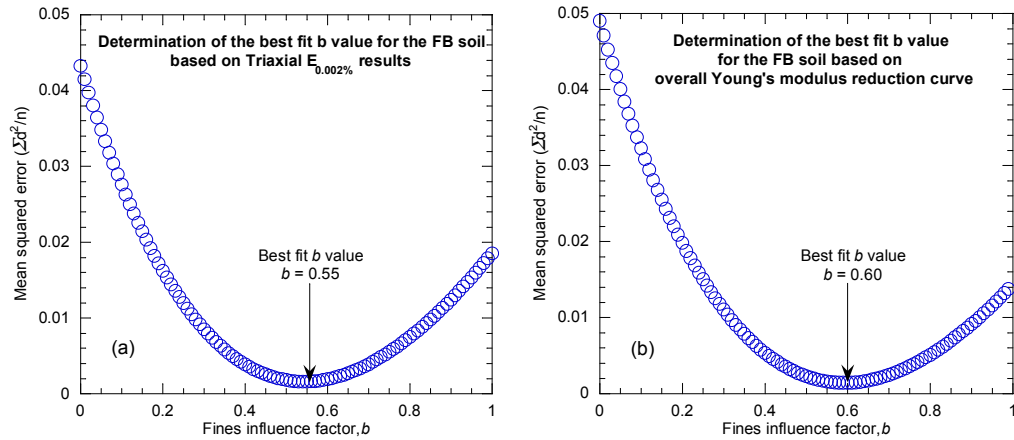 Determination of the best fit b value for the FB soil
based on Triaxial E0.002% results
Mean squared error (Σd²/n)
0.05
0.04
0.03
0.02
0.01
0
Best fit b value
b = 0.55
(a)
0
0.2
0.4
0.6
0.8
1
Fines influence factor,b
Determination of the best fit b value
for the FB soil based on
overall Young's modulus reduction curve
Mean squared error (Σd²/n)
0.05
0.04
0.03
0.02
0.01
0
Best fit b value
b = 0.60
(b)
0
0.2
0.4
0.6
0.8
1
Fines influence factor,b